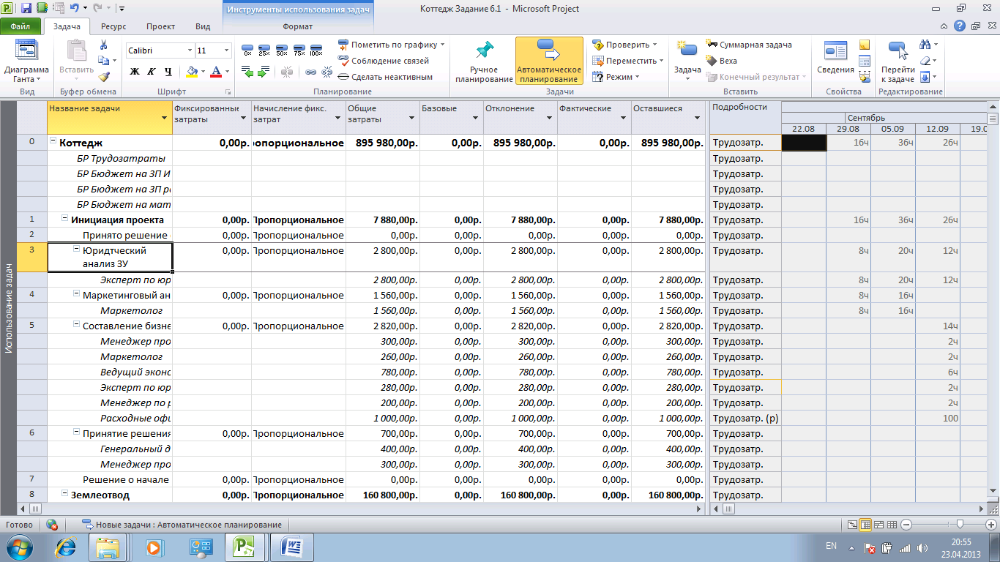 Инструменты использования задач
Коттедж Задание 6.1 - Microsoft Project
Файл Задача Ресурс Проект Вид Формат
Диаграмма Ганта
Вид
Вставить
Буфер обмена
Calibri 11
Ж К Ч
Шрифт
0% 25% 50% 75% 100%
Пометить по графику
Соблюдение связей
Сделать неактивным
Планирование
Ручное планирование
Автоматическое планирование
Проверить
Переместить
Режим
Задачи
Задача
Суммарная задача
Веха
Конечный результат
Вставить
Сведения
Свойства
Перейти к задаче
Редактирование
Использование задач
Название задачи Фиксированные затраты Начисление фикс. затрат Общие затраты Базовые Отклонение Фактические Оставшиеся Подробности Сентябрь
22.08 29.08 05.09 12.09 19.0
0 Коттедж 0,00р. ропорциональное 895 980,00р. 0,00р. 895 980,00р. 0,00р. 895 980,00р. Трудозатр. 16ч 36ч 26ч
БР Трудозатраты Трудозатр.
БР Бюджет на ЗП И Трудозатр.
БР Бюджет на ЗП ра Трудозатр.
БР Бюджет на мат Трудозатр.
1 Инициация проекта 0,00р. Пропорциональное 7 880,00р. 0,00р. 7 880,00р. 0,00р. 7 880,00р. Трудозатр. 16ч 36ч 26ч
2 Принято решение 0,00р. Пропорциональное 0,00р. 0,00р. 0,00р. 0,00р. 0,00р. Трудозатр.
3 Юридтческий анализ ЗУ 0,00р. Пропорциональное 2 800,00р. 0,00р. 2 800,00р. 0,00р. 2 800,00р. Трудозатр. 8ч 20ч 12ч
Эксперт по юр 2 800,00р. 0,00р. 2 800,00р. 0,00р. 2 800,00р. Трудозатр. 8ч 20ч 12ч
4 Маркетинговый ан 0,00р. Пропорциональное 1 560,00р. 0,00р. 1 560,00р. 0,00р. 1 560,00р. Трудозатр. 8ч 16ч
Маркетолог 1 560,00р. 0,00р. 1 560,00р. 0,00р. 1 560,00р. Трудозатр. 8ч 16ч
5 Составление бизне 0,00р. Пропорциональное 2 820,00р. 0,00р. 2 820,00р. 0,00р. 2 820,00р. Трудозатр. 14ч
Менеджер про 300,00р. 0,00р. 300,00р. 0,00р. 300,00р. Трудозатр. 2ч
Маркетолог 260,00р. 0,00р. 260,00р. 0,00р. 260,00р. Трудозатр. 2ч
Ведущий эконо 780,00р. 0,00р. 780,00р. 0,00р. 780,00р. Трудозатр. 6ч
Эксперт по юр 280,00р. 0,00р. 280,00р. 0,00р. 280,00р. Трудозатр. 2ч
Менеджер по р 200,00р. 0,00р. 200,00р. 0,00р. 200,00р. Трудозатр. 2ч
Расходные офи 1 000,00р. 0,00р. 1 000,00р. 0,00р. 1 000,00р. Трудозатр. (р) 100
6 Принятие решения 0,00р. Пропорциональное 700,00р. 0,00р. 700,00р. 0,00р. 700,00р. Трудозатр.
Генеральный д 400,00р. 0,00р. 400,00р. 0,00р. 400,00р. Трудозатр.
Менеджер про 300,00р. 0,00р. 300,00р. 0,00р. 300,00р. Трудозатр.
7 Решение о начале 0,00р. Пропорциональное 0,00р. 0,00р. 0,00р. 0,00р. 0,00р. Трудозатр.
8 Землеотвод 0,00р. Пропорциональное 160 800,00р. 0,00р. 160 800,00р. 0,00р. 160 800,00р. Трудозатр.
Готово Новые задачи : Автоматическое планирование
EN 20:55
23.04.2013